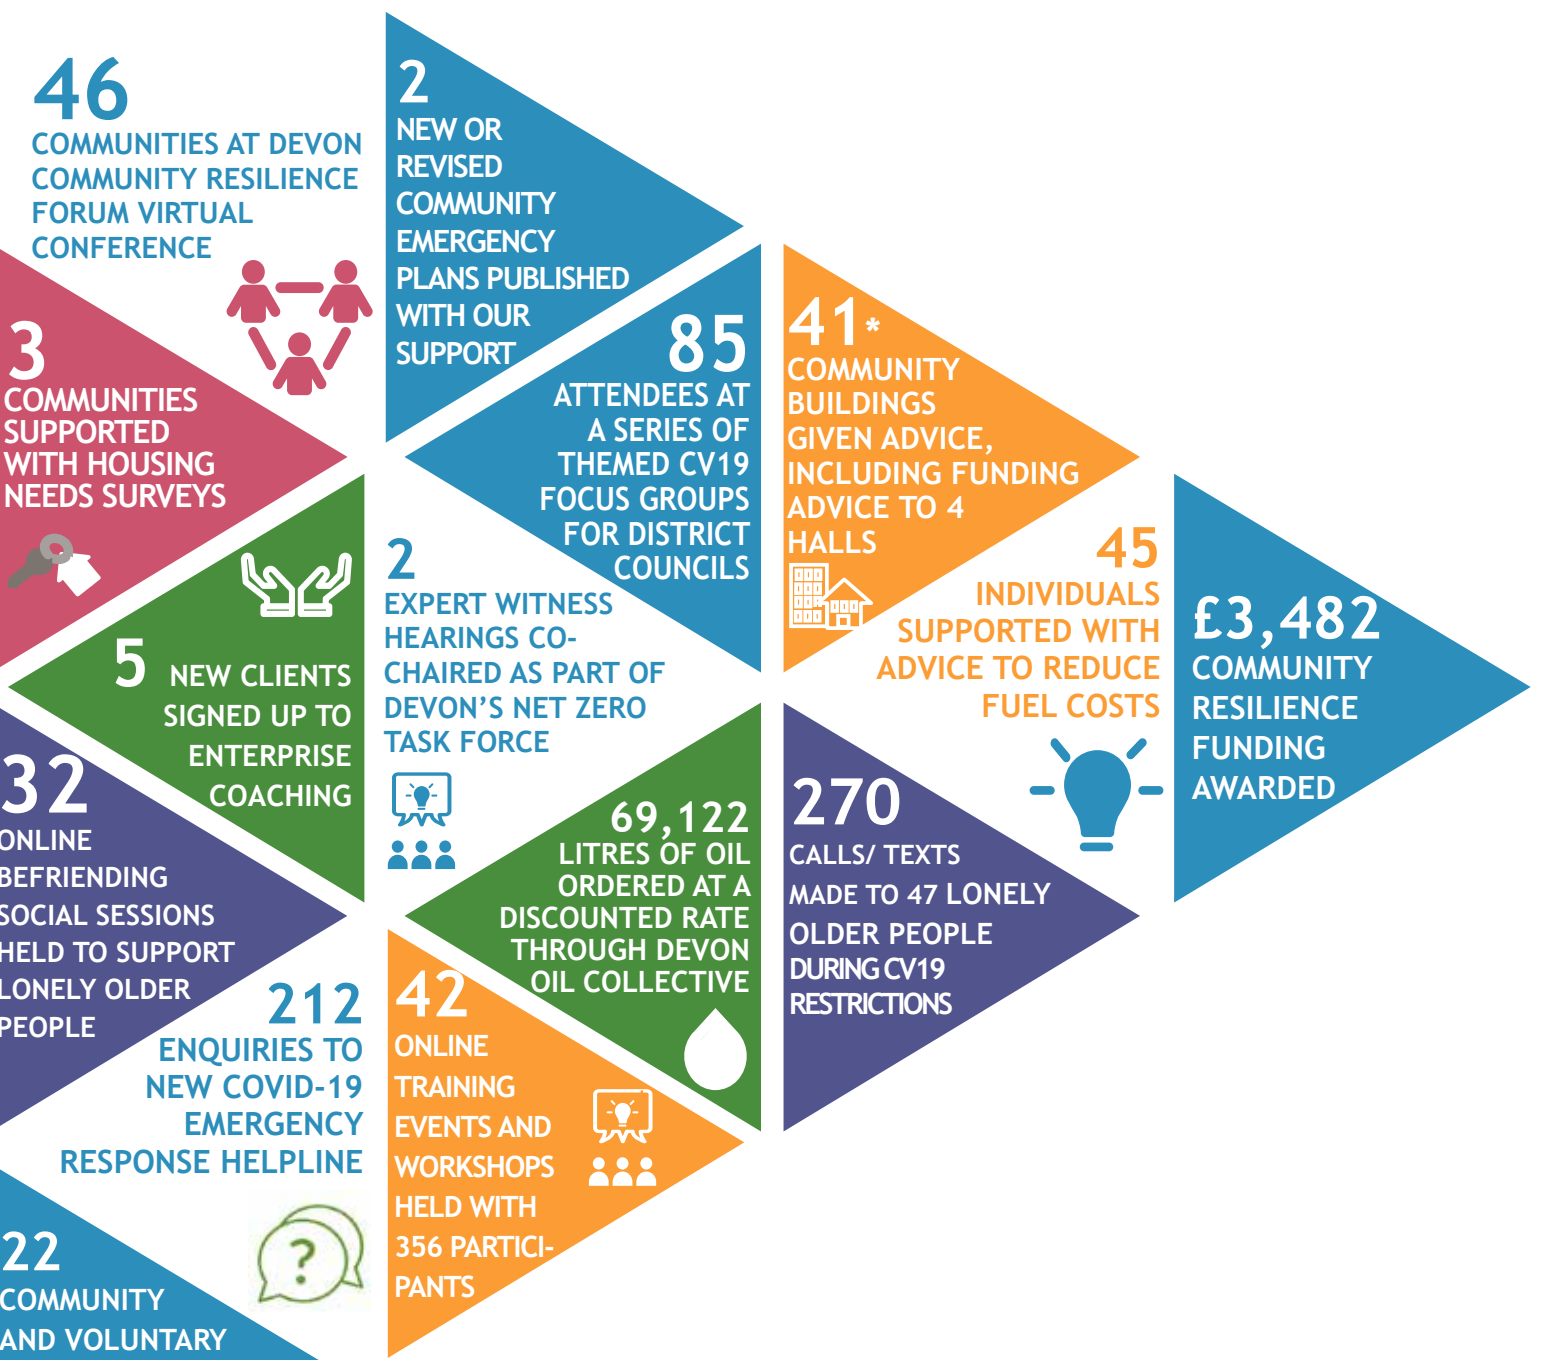 46
COMMUNITIES AT DEVON
COMMUNITY RESILIENCE
FORUM VIRTUAL
CONFERENCE
2
NEW OR
REVISED
COMMUNITY
EMERGENCY
PLANS PUBLISHED
WITH OUR
SUPPORT
3
COMMUNITIES
SUPPORTED
WITH HOUSING
NEEDS SURVEYS
85
ATTENDEES AT
A SERIES OF
THEMED CV19
FOCUS GROUPS
FOR DISTRICT
COUNCILS
41*
COMMUNITY
BUILDINGS
GIVEN ADVICE,
INCLUDING FUNDING
ADVICE TO 4
HALLS
5
NEW CLIENTS
SIGNED UP TO
ENTERPRISE
COACHING
2
EXPERT WITNESS
HEARINGS CO-
CHAIRED AS PART OF
DEVON'S NET ZERO
TASK FORCE
45
INDIVIDUALS
SUPPORTED WITH
ADVICE TO REDUCE
FUEL COSTS
£3,482
COMMUNITY
RESILIENCE
FUNDING
AWARDED
32
ONLINE
BEFRIENDING
SOCIAL SESSIONS
HELD TO SUPPORT
LONELY OLDER
PEOPLE
69,122
LITRES OF OIL
ORDERED AT A
DISCOUNTED RATE
THROUGH DEVON
OIL COLLECTIVE
270
CALLS/ TEXTS
MADE TO 47 LONELY
OLDER PEOPLE
DURING CV19
RESTRICTIONS
212
ENQUIRIES TO
NEW COVID-19
EMERGENCY
RESPONSE HELPLINE
?
42
ONLINE
TRAINING
EVENTS AND
WORKSHOPS
HELD WITH
356 PARTICI-
PANTS
22
COMMUNITY
AND VOLUNTARY